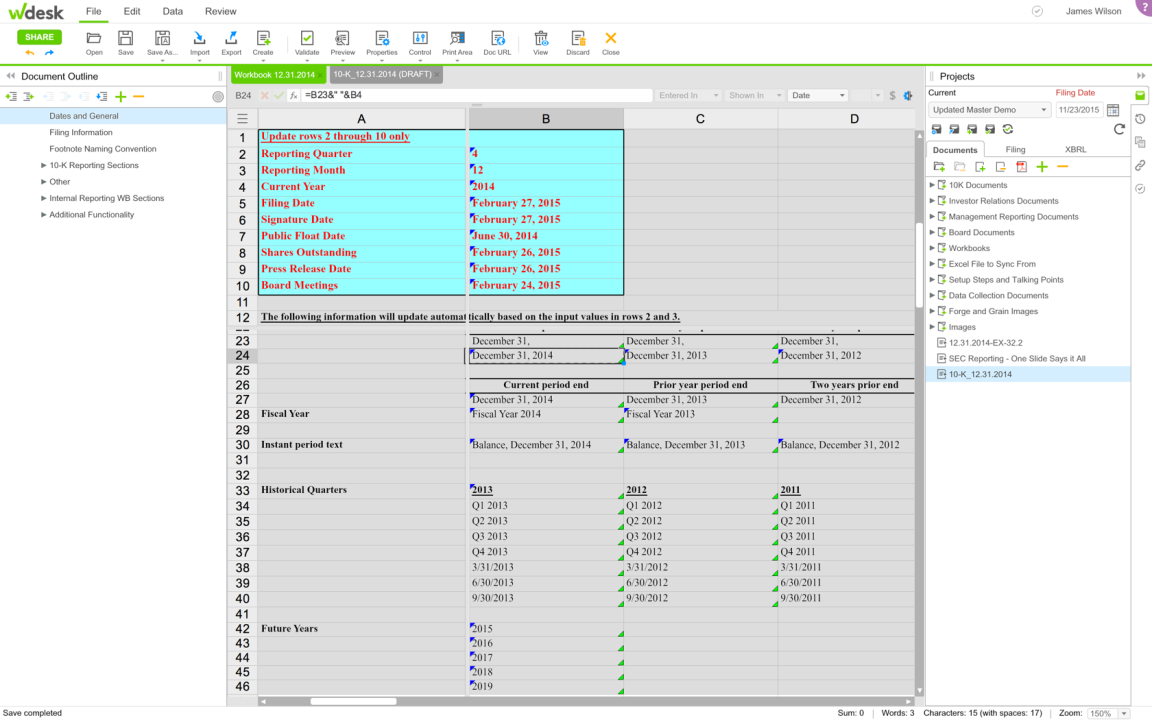 wdesk
File Edit Data Review
James Wilson
?
SHARE
Open Save Save As... Import Export Create Validate Preview Properties Control Print Area Doc URL View Discard Close
Document Outline
Workbook 12.31.2014 10-K_12.31.2014 (DRAFT)
Projects
B24 fx =B23&" "&B4 Entered In Shown In Date $
Current Filing Date
Updated Master Demo 11/23/2015
Documents Filing XBRL
Dates and General
Filing Information
Footnote Naming Convention
10-K Reporting Sections
Other
Internal Reporting WB Sections
Additional Functionality
A B C D
1 Update rows 2 through 10 only
2 Reporting Quarter 4
3 Reporting Month 12
4 Current Year 2014
5 Filing Date February 27, 2015
6 Signature Date February 27, 2015
7 Public Float Date June 30, 2014
8 Shares Outstanding February 26, 2015
9 Press Release Date February 26, 2015
10 Board Meetings February 24, 2015
11
12 The following information will update automatically based on the input values in rows 2 and 3.
23 December 31, December 31, December 31,
24 December 31, 2014 December 31, 2013 December 31, 2012
25
26 Current period end Prior year period end Two years prior end
27 December 31, 2014 December 31, 2013 December 31, 2012
28 Fiscal Year Fiscal Year 2014 Fiscal Year 2013
29
30 Instant period text Balance, December 31, 2014 Balance, December 31, 2013 Balance, December 31, 2012
31
32
33 Historical Quarters 2013 2012 2011
34 Q1 2013 Q1 2012 Q1 2011
35 Q2 2013 Q2 2012 Q2 2011
36 Q3 2013 Q3 2012 Q3 2011
37 Q4 2013 Q4 2012 Q4 2011
38 3/31/2013 3/31/2012 3/31/2011
39 6/30/2013 6/30/2012 6/30/2011
40 9/30/2013 9/30/2012 9/30/2011
41
42 Future Years 2015
43 2016
44 2017
45 2018
46 2019
10K Documents
Investor Relations Documents
Management Reporting Documents
Board Documents
Workbooks
Excel File to Sync From
Setup Steps and Talking Points
Data Collection Documents
Forge and Grain Images
Images
12.31.2014-EX-32.2
SEC Reporting - One Slide Says it All
10-K_12.31.2014
Save completed
Sum: 0 Words: 3 Characters: 15 (with spaces: 17) Zoom: 150%